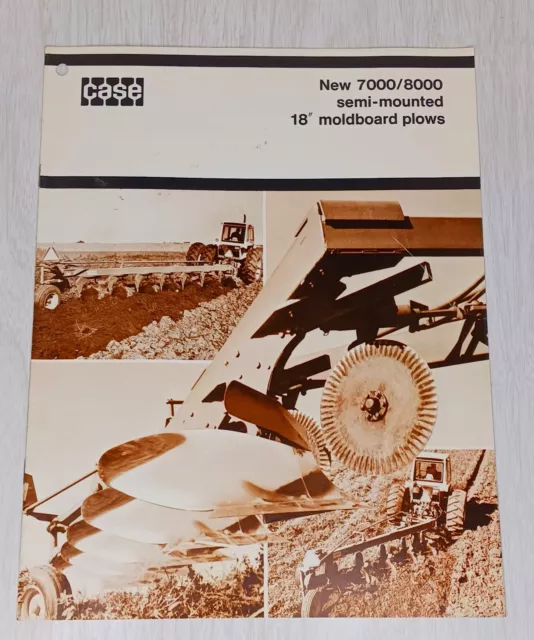 case
New 7000/8000
semi-mounted
18" moldboard plows